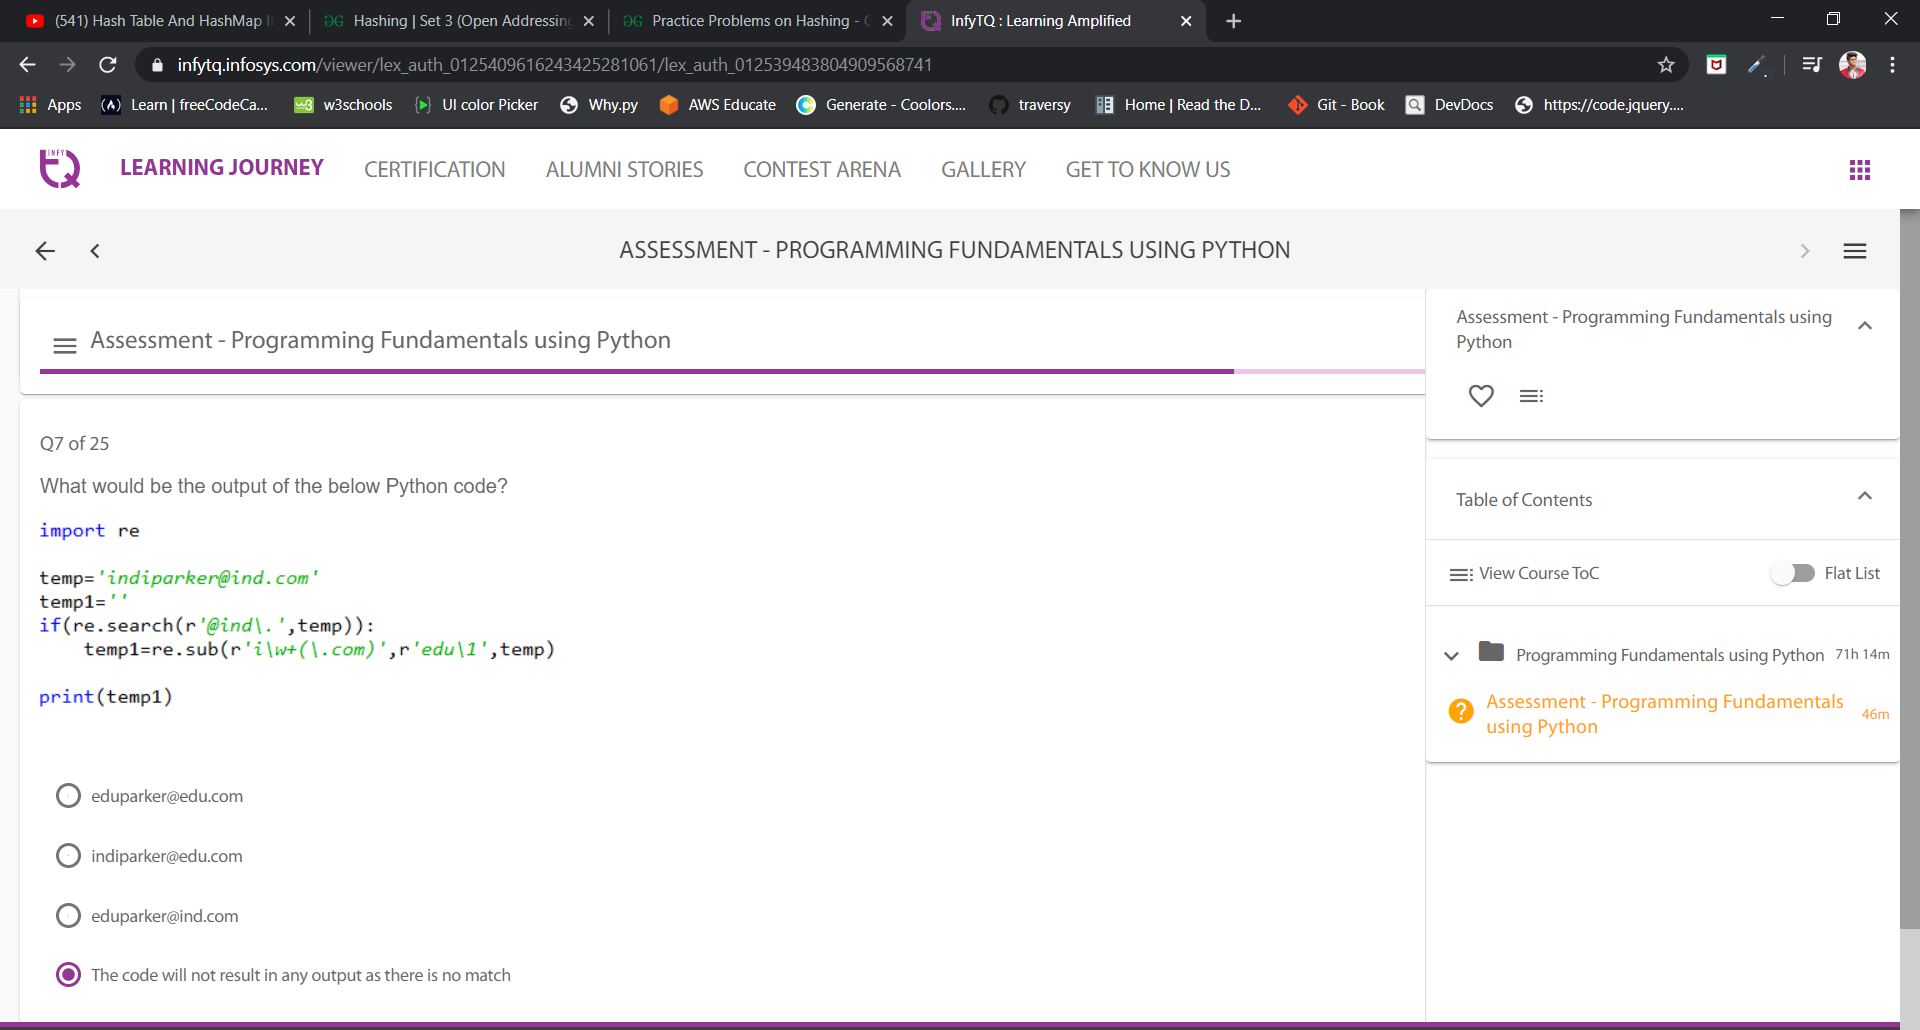 (541) Hash Table And HashMap I
Hashing | Set 3 (Open Addressing
Practice Problems on Hashing - G
InfyTQ : Learning Amplified
infytq.infosys.com/viewer/lex_auth_0125409616243425281061/lex_auth_012539483804909568741
Apps
Learn | freeCodeCa...
w3schools
UI color Picker
Why.py
AWS Educate
Generate - Coolors....
traversy
Home | Read the D...
Git - Book
DevDocs
https://code.jquery....
INFY TQ
LEARNING JOURNEY
CERTIFICATION
ALUMNI STORIES
CONTEST ARENA
GALLERY
GET TO KNOW US
ASSESSMENT - PROGRAMMING FUNDAMENTALS USING PYTHON
Assessment - Programming Fundamentals using Python
Q7 of 25
What would be the output of the below Python code?
import re
temp='indiparker@ind.com'
temp1=''
if(re.search(r'@ind\.',temp)):
    temp1=re.sub(r'i\w+(\.com)',r'edu\1',temp)
print(temp1)
eduparker@edu.com
indiparker@edu.com
eduparker@ind.com
The code will not result in any output as there is no match
Assessment - Programming Fundamentals using
Python
Table of Contents
View Course ToC
Flat List
Programming Fundamentals using Python 71h 14m
Assessment - Programming Fundamentals
using Python
46m